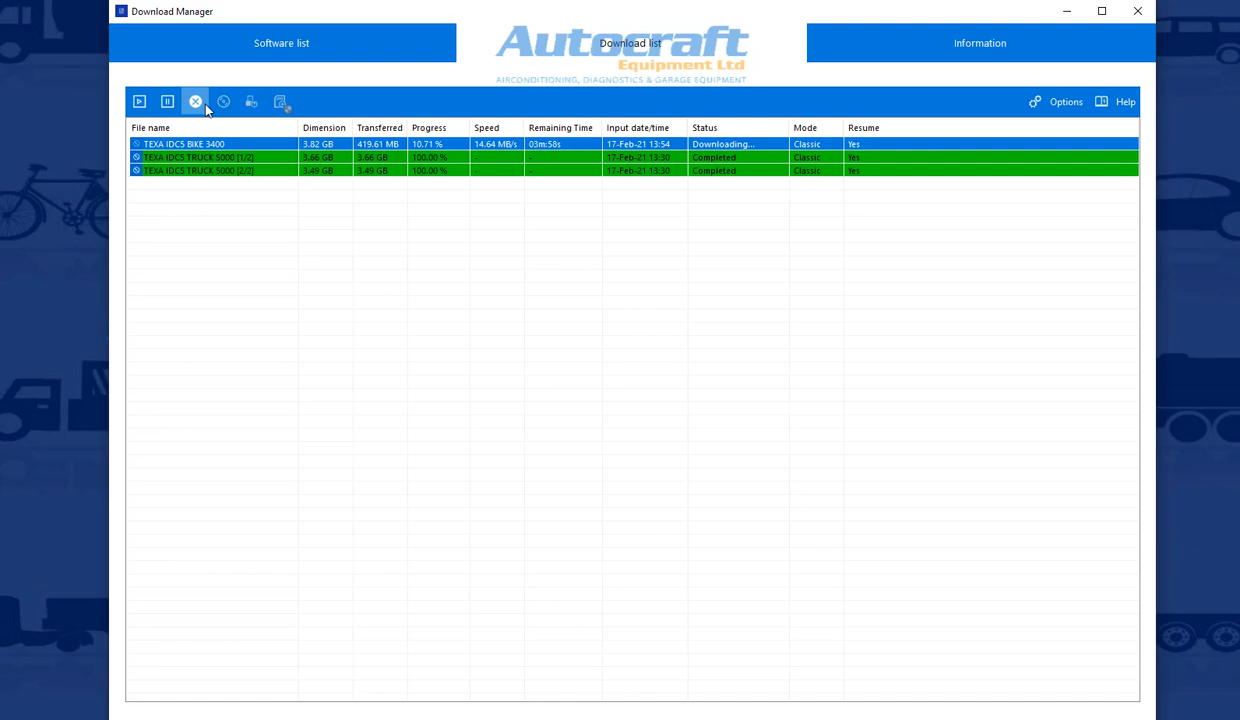 Download Manager
Software list
Autocraft
Download list
Equipment Ltd
AIRCONDITIONING, DIAGNOSTICS & GARAGE EQUIPMENT
Information
Options Help
File name Dimension Transferred Progress Speed Remaining Time Input date/time Status Mode Resume
TEXA IDC5 BIKE 3400 3.82 GB 419.61 MB 10.71 % 14.64 MB/s 03m:58s 17-Feb-21 13:54 Downloading... Classic Yes
TEXA IDC5 TRUCK 5000 [1/2] 3.66 GB 3.66 GB 100.00 % - - 17-Feb-21 13:30 Completed Classic Yes
TEXA IDC5 TRUCK 5000 [2/2] 3.49 GB 3.49 GB 100.00 % - - 17-Feb-21 13:30 Completed Classic Yes